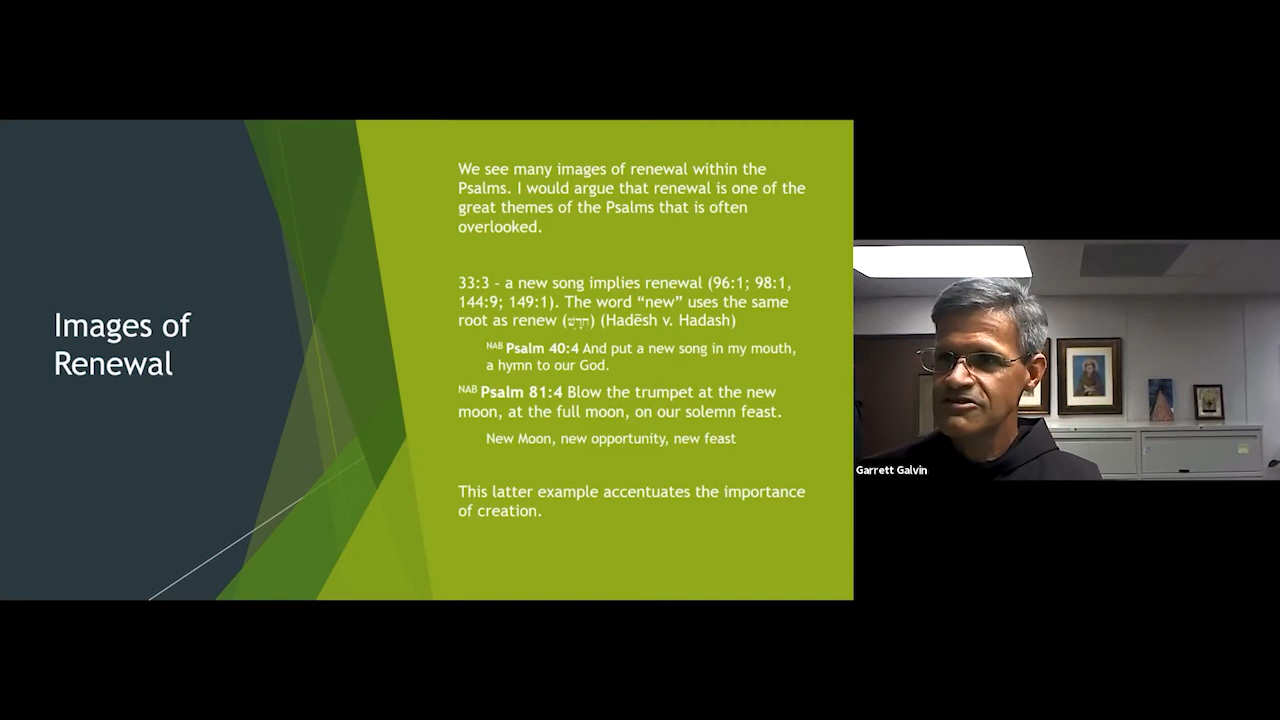 Images of
Renewal
We see many images of renewal within the
Psalms. I would argue that renewal is one of the
great themes of the Psalms that is often
overlooked.
33:3 - a new song implies renewal (96:1; 98:1,
144:9; 149:1). The word “new” uses the same
root as renew (חדשׁ) (Hadēsh v. Hadash)
NAB Psalm 40:4 And put a new song in my mouth,
a hymn to our God.
NAB Psalm 81:4 Blow the trumpet at the new
moon, at the full moon, on our solemn feast.
New Moon, new opportunity, new feast
This latter example accentuates the importance
of creation.
Garrett Galvin